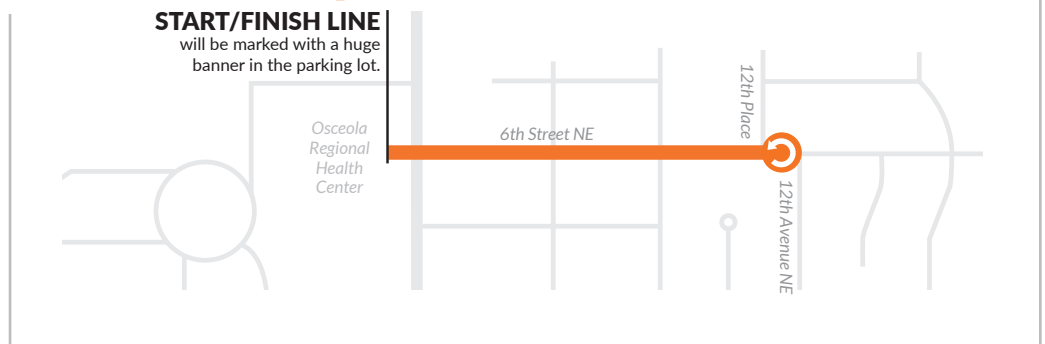 START/FINISH LINE
will be marked with a huge
banner in the parking lot.
Osceola
Regional
Health
Center
6th Street NE
12th Place
12th Avenue NE